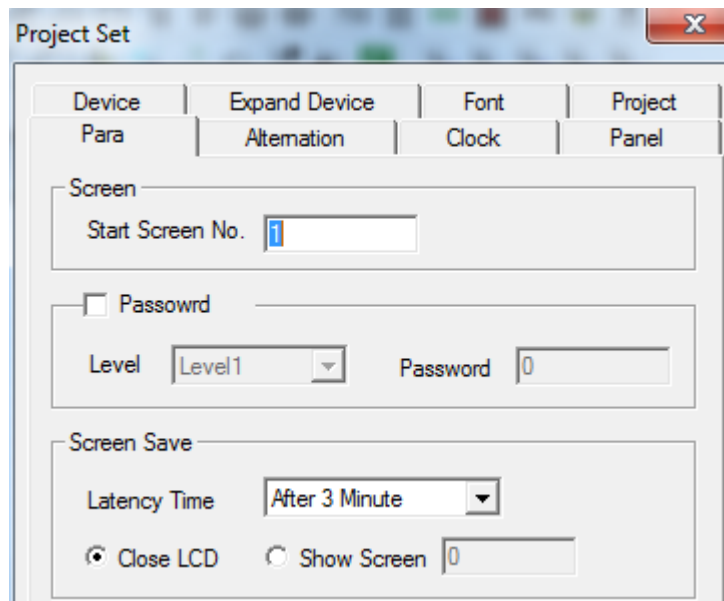 Project Set
Device Expand Device Font Project
Para Alternation Clock Panel
Screen
Start Screen No. 1
Passowrd
Level Level1 Password 0
Screen Save
Latency Time After 3 Minute
Close LCD Show Screen 0